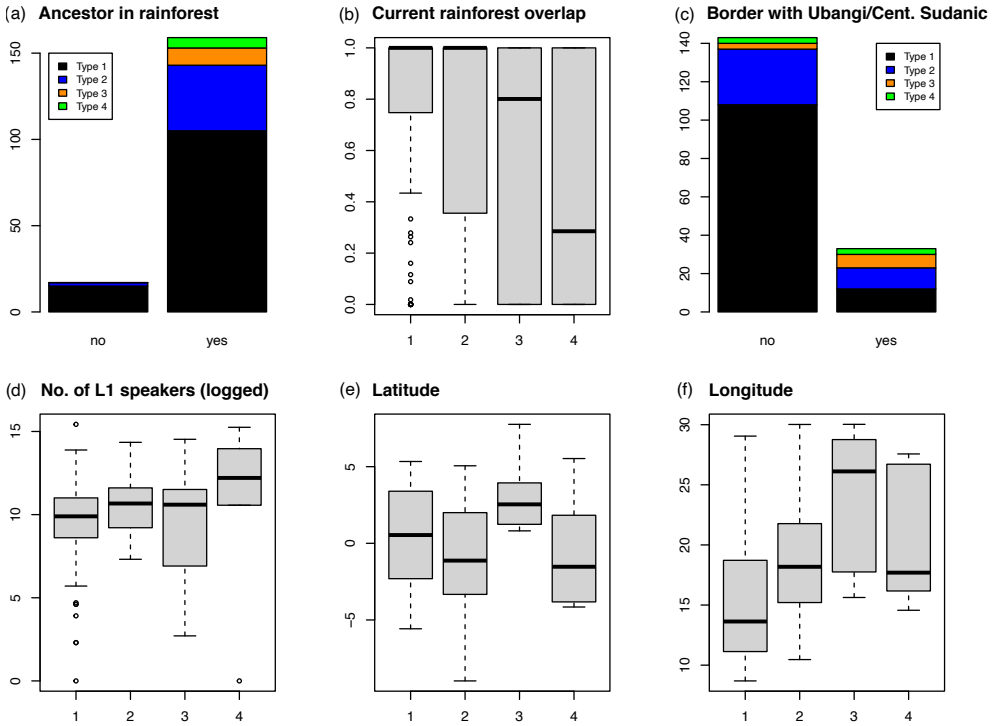 (a) Ancestor in rainforest
150
100
50
0
Type 1
Type 2
Type 3
Type 4
no yes
(b) Current rainforest overlap
1.0
0.8
0.6
0.4
0.2
0.0
1 2 3 4
(c) Border with Ubangi/Cent. Sudanic
140
120
100
80
60
40
20
0
Type 1
Type 2
Type 3
Type 4
no yes
(d) No. of L1 speakers (logged)
15
10
5
0
1 2 3 4
(e) Latitude
5
0
-5
1 2 3 4
(f) Longitude
30
25
20
15
10
1 2 3 4